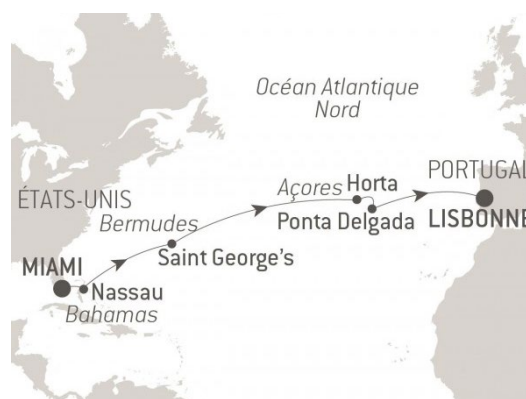 Océan Atlantique
Nord
PORTUGAL
Açores
Horta
ÉTATS-UNIS
Bermudes
Ponta Delgada
LISBONNE
Saint George's
MIAMI
Nassau
Bahamas